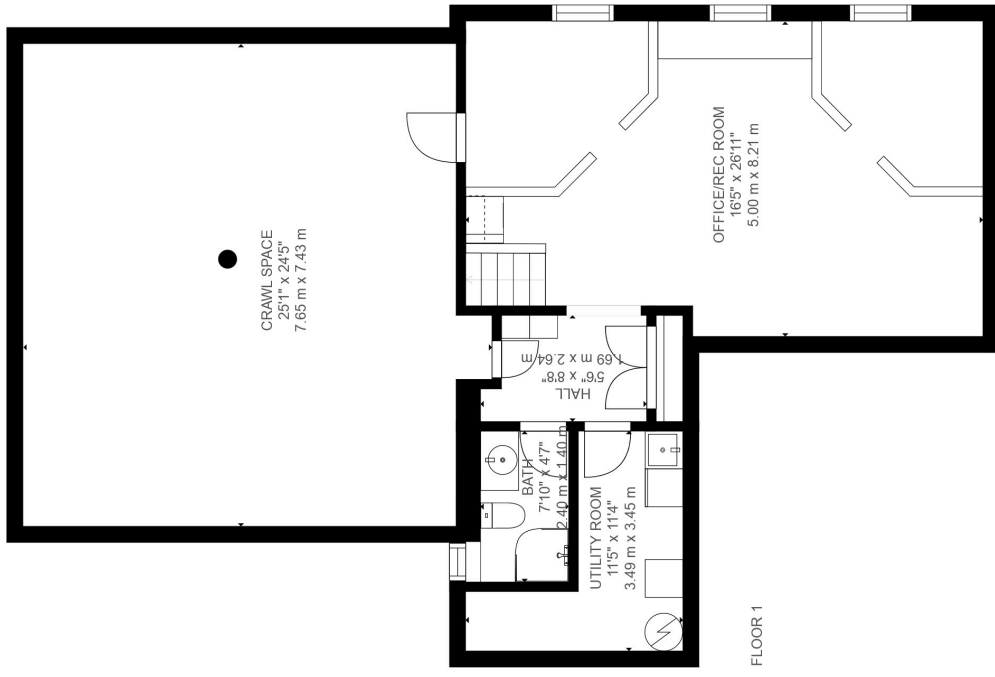 CRAWL SPACE
25'1" x 24'5"
7.65 m x 7.43 m
OFFICE/REC ROOM
16'5" x 26'11"
5.00 m x 8.21 m
HALL
5'6" x 8'8"
1.69 m x 2.64 m
BATH
7'10" x 4'7"
2.40 m x 1.40 m
UTILITY ROOM
11'5" x 11'4"
3.49 m x 3.45 m
FLOOR 1